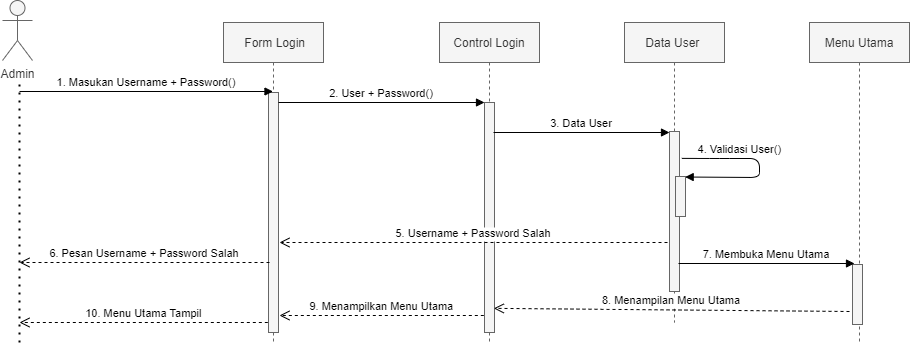 Form Login
Control Login
Data User
Menu Utama
Admin
1. Masukan Username + Password()
2. User + Password()
3. Data User
4. Validasi User()
5. Username + Password Salah
6. Pesan Username + Password Salah
7. Membuka Menu Utama
8. Menampilan Menu Utama
9. Menampilkan Menu Utama
10. Menu Utama Tampil